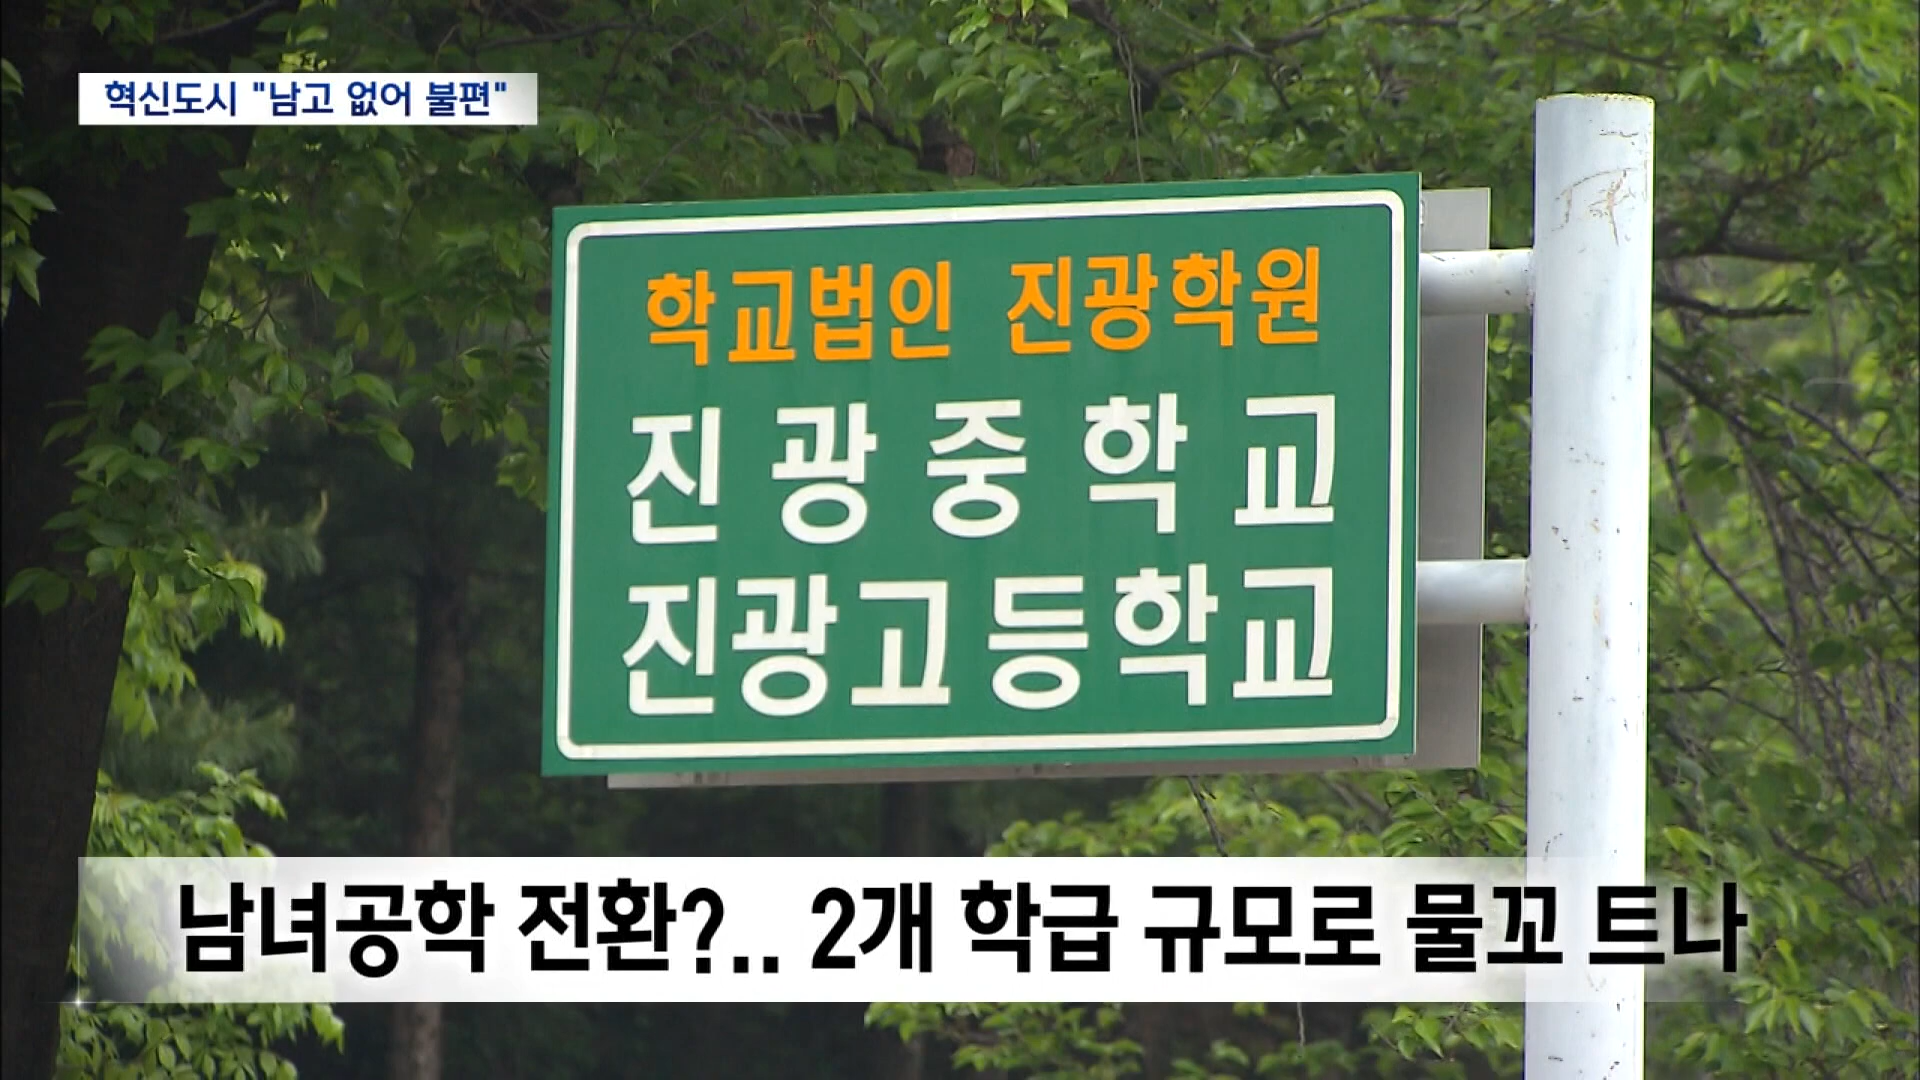 혁신도시 "남고 없어 불편"
학교법인 진광학원
진광중학교
진광고등학교
남녀공학 전환?.. 2개 학급 규모로 물꼬 트나